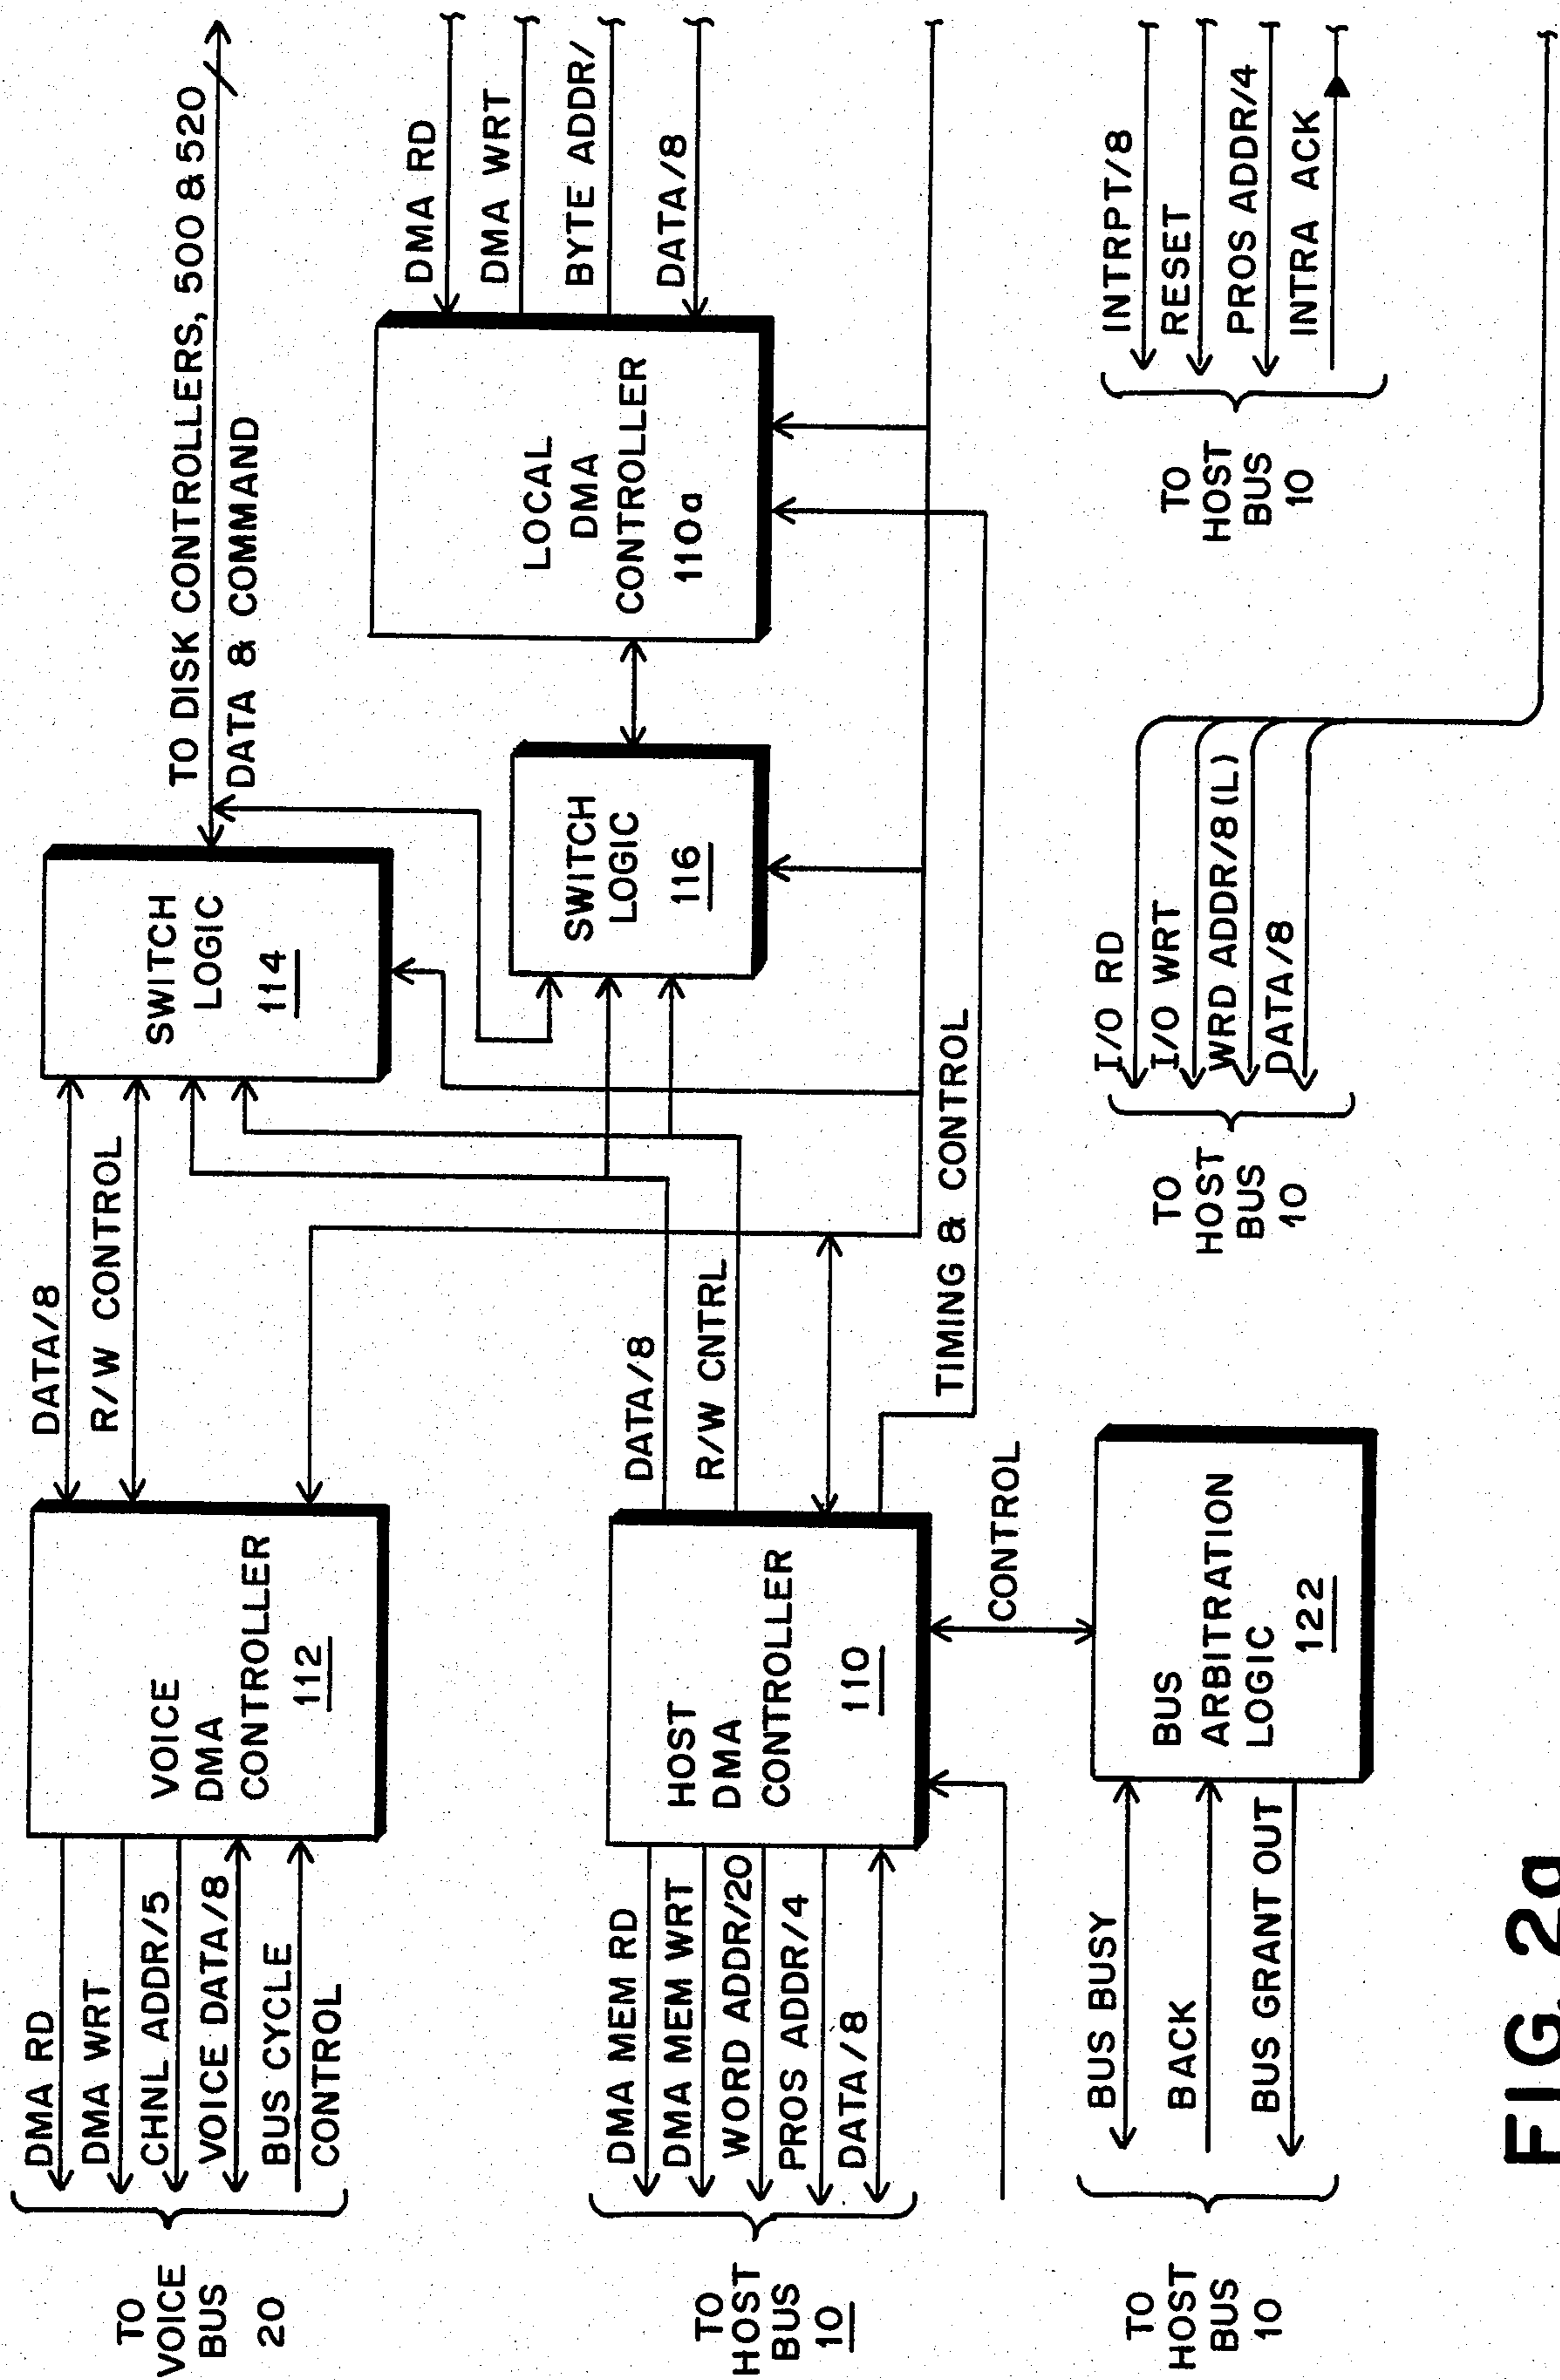 TO DISK CONTROLLERS, 500 & 520
DATA & COMMAND
DATA/8
R/W CONTROL
SWITCH
LOGIC
114
DMA RD
DMA WRT
CHNL ADDR/5
VOICE DATA/8
BUS CYCLE
CONTROL
TO
VOICE
BUS
20
VOICE
DMA
CONTROLLER
112
SWITCH
LOGIC
116
LOCAL
DMA
CONTROLLER
110a
DMA RD
DMA WRT
BYTE ADDR/
DATA/8
DMA MEM RD
DMA MEM WRT
WORD ADDR/20
PROS ADDR/4
DATA/8
TO
HOST
BUS
10
HOST
DMA
CONTROLLER
110
DATA/8
R/W CNTRL
TIMING & CONTROL
CONTROL
BUS BUSY
BACK
BUS GRANT OUT
TO
HOST
BUS
10
BUS
ARBITRATION
LOGIC
122
I/O RD
I/O WRT
WRD ADDR/8 (L)
DATA/8
TO
HOST
BUS
10
INTRPT/8
RESET
PROS ADDR/4
INTRA ACK
TO
HOST
BUS
10
FIG. 2a